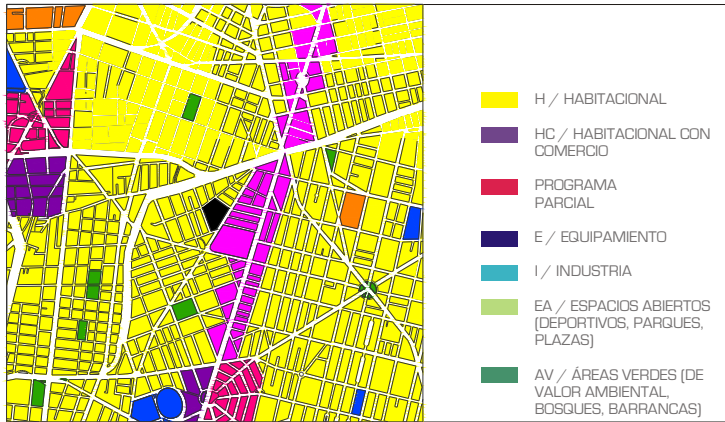 H / HABITACIONAL
HC / HABITACIONAL CON
COMERCIO
PROGRAMA
PARCIAL
E / EQUIPAMIENTO
I / INDUSTRIA
EA / ESPACIOS ABIERTOS
(DEPORTIVOS, PARQUES,
PLAZAS)
AV / ÁREAS VERDES (DE
VALOR AMBIENTAL,
BOSQUES, BARRANCAS)